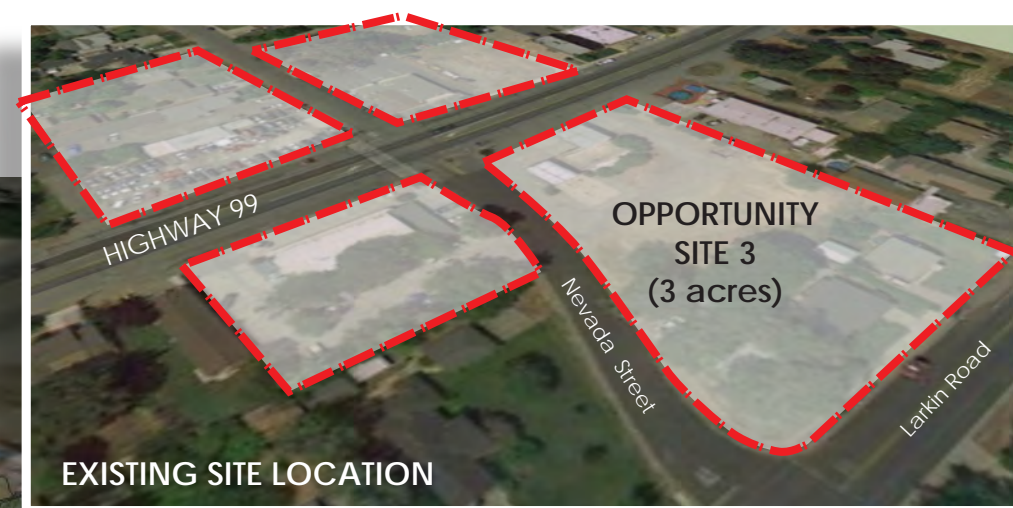 HIGHWAY 99
OPPORTUNITY
SITE 3
(3 acres)
Nevada Street
Larkin Road
EXISTING SITE LOCATION